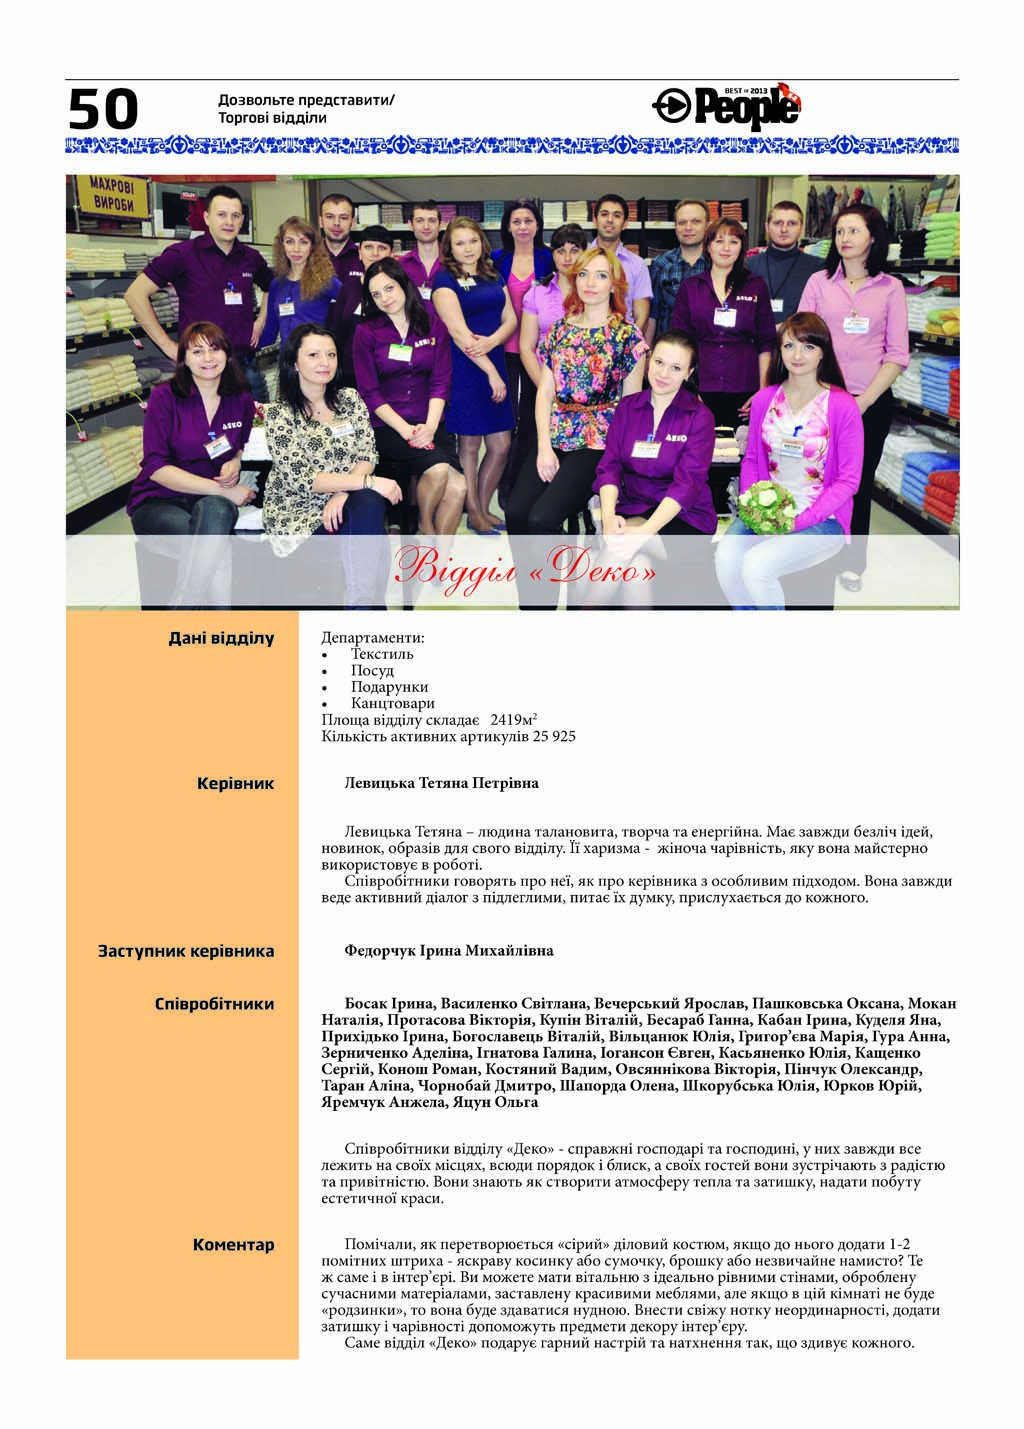 50
Дозвольте представити/
Торгові відділи
BEST OF 2013
People
МАХРОВІ
ВИРОБИ
ДЕКО
ДЕКО
ДЕКО
ДЕКО
Відділ «Деко»
Дані відділу
Департаменти:
• Текстиль
• Посуд
• Подарунки
• Канцтовари
Площа відділу складає 2419м²
Кількість активних артикулів 25 925
Керівник
Левицька Тетяна Петрівна
Левицька Тетяна – людина талановита, творча та енергійна. Має завжди безліч ідей,
новинок, образів для свого відділу. Її харизма - жіноча чарівність, яку вона майстерно
використовує в роботі.
Співробітники говорять про неї, як про керівника з особливим підходом. Вона завжди
веде активний діалог з підлеглими, питає їх думку, прислухається до кожного.
Заступник керівника
Федорчук Ірина Михайлівна
Співробітники
Босак Ірина, Василенко Світлана, Вечерський Ярослав, Пашковська Оксана, Мокан
Наталія, Протасова Вікторія, Купін Віталій, Бесараб Ганна, Кабан Ірина, Куделя Яна,
Прихідько Ірина, Богославець Віталій, Вільцанюк Юлія, Григор’єва Марія, Гура Анна,
Зерниченко Аделіна, Ігнатова Галина, Іогансон Євген, Касьяненко Юлія, Кащенко
Сергій, Конош Роман, Костяний Вадим, Овсяннікова Вікторія, Пінчук Олександр,
Таран Аліна, Чорнобай Дмитро, Шапорда Олена, Шкорубська Юлія, Юрков Юрій,
Яремчук Анжела, Яцун Ольга
Співробітники відділу «Деко» - справжні господарі та господині, у них завжди все
лежить на своїх місцях, всюди порядок і блиск, а своїх гостей вони зустрічають з радістю
та привітністю. Вони знають як створити атмосферу тепла та затишку, надати побуту
естетичної краси.
Коментар
Помічали, як перетворюється «сірий» діловий костюм, якщо до нього додати 1-2
помітних штриха - яскраву косинку або сумочку, брошку або незвичайне намисто? Те
ж саме і в інтер’єрі. Ви можете мати вітальню з ідеально рівними стінами, оброблену
сучасними матеріалами, заставлену красивими меблями, але якщо в цій кімнаті не буде
«родзинки», то вона буде здаватися нудною. Внести свіжу нотку неординарності, додати
затишку і чарівності допоможуть предмети декору інтер’єру.
Саме відділ «Деко» подарує гарний настрій та натхнення так, що здивує кожного.